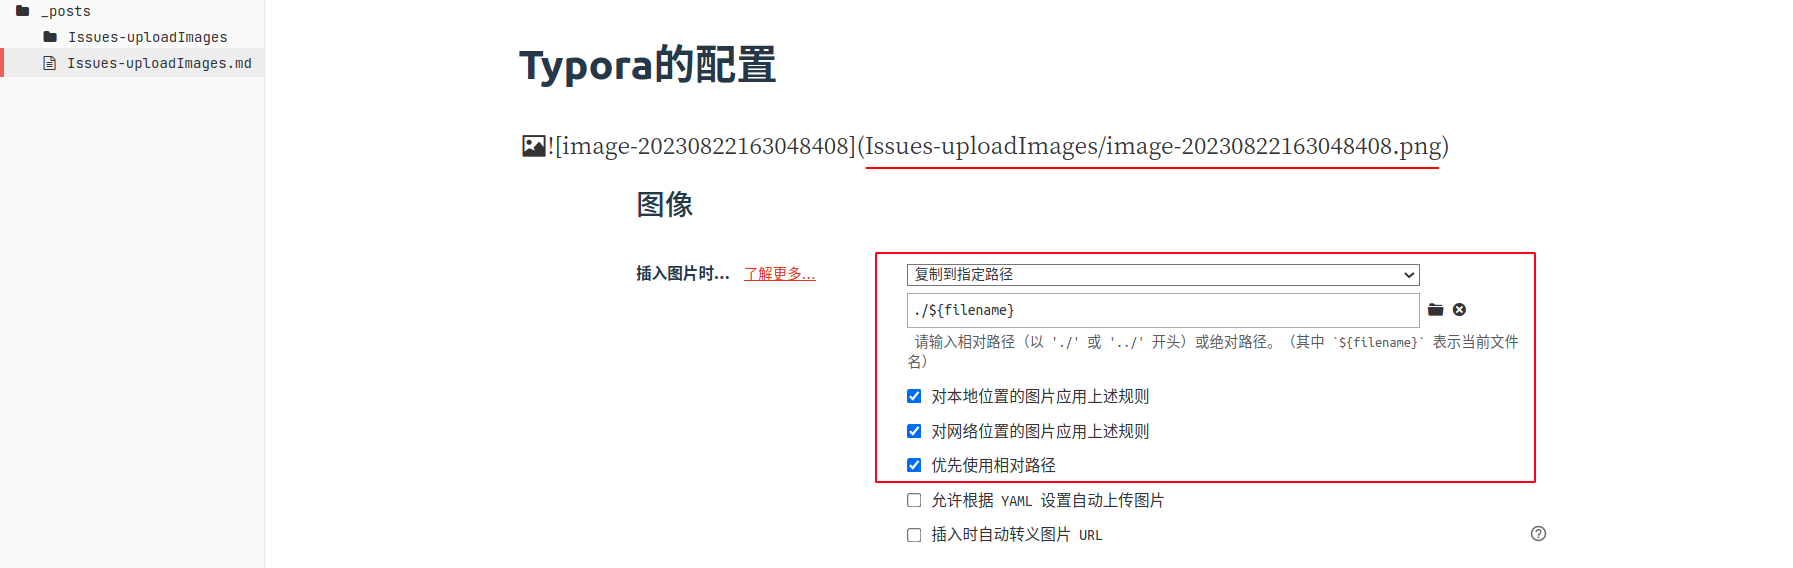 _posts
Issues-uploadImages
Issues-uploadImages.md
Typora的配置
![image-20230822163048408](Issues-uploadImages/image-20230822163048408.png)
图像
插入图片时... 了解更多...
复制到指定路径
./${filename}
请输入相对路径（以 './' 或 '../' 开头）或绝对路径。（其中 `${filename}` 表示当前文件
名）
对本地位置的图片应用上述规则
对网络位置的图片应用上述规则
优先使用相对路径
允许根据 YAML 设置自动上传图片
插入时自动转义图片 URL